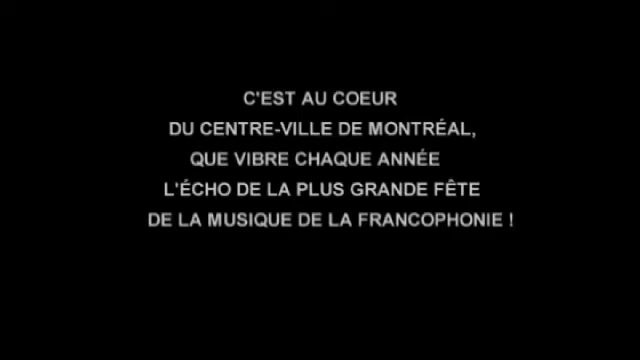 C'EST AU COEUR
DU CENTRE-VILLE DE MONTRÉAL,
QUE VIBRE CHAQUE ANNÉE
L'ÉCHO DE LA PLUS GRANDE FÊTE
DE LA MUSIQUE DE LA FRANCOPHONIE !